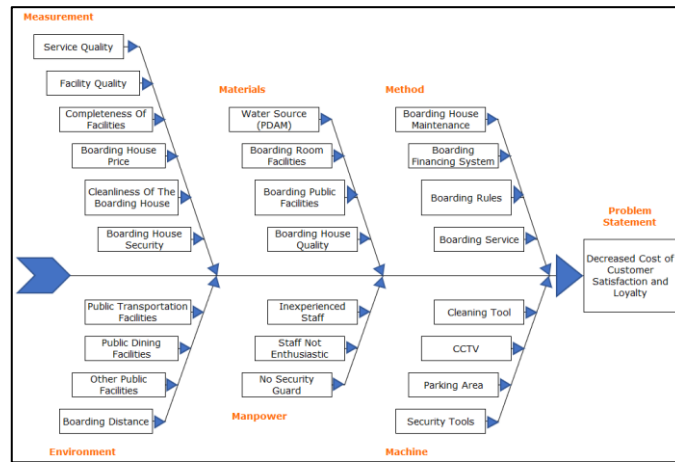 Measurement
Service Quality
Facility Quality
Completeness Of
Facilities
Boarding House
Price
Cleanliness Of The
Boarding House
Boarding House
Security
Materials
Water Source
(PDAM)
Boarding Room
Facilities
Boarding Public
Facilities
Boarding House
Quality
Method
Boarding House
Maintenance
Boarding
Financing System
Boarding Rules
Boarding Service
Problem
Statement
Decreased Cost of
Customer
Satisfaction and
Loyalty
Public Transportation
Facilities
Public Dining
Facilities
Other Public
Facilities
Boarding Distance
Environment
Inexperienced
Staff
Staff Not
Enthusiastic
No Security
Guard
Manpower
Cleaning Tool
CCTV
Parking Area
Security Tools
Machine